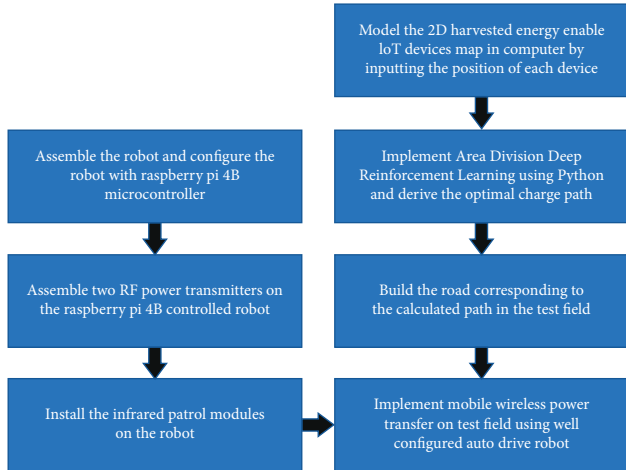 Model the 2D harvested energy enable
IoT devices map in computer by
inputting the position of each device
Assemble the robot and configure the
robot with raspberry pi 4B
microcontroller
Implement Area Division Deep
Reinforcement Learning using Python
and derive the optimal charge path
Assemble two RF power transmitters on
the raspberry pi 4B controlled robot
Build the road corresponding to
the calculated path in the test field
Install the infrared patrol modules
on the robot
Implement mobile wireless power
transfer on test field using well
configured auto drive robot